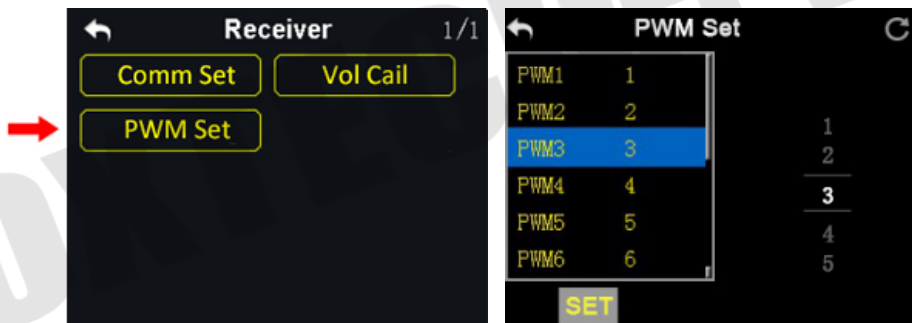 Receiver 1/1
Comm Set Vol Cail
PWM Set
PWM Set
PWM1 1
PWM2 2
PWM3 3
PWM4 4
PWM5 5
PWM6 6
1
2
3
4
5
SET